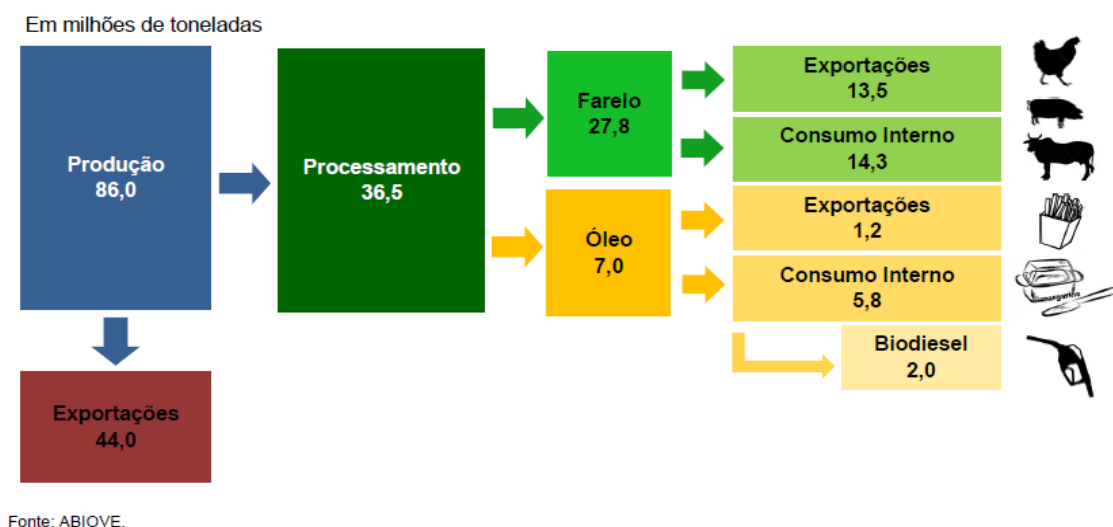 Em milhões de toneladas
Produção
86,0
Processamento
36,5
Farelo
27,8
Óleo
7,0
Exportações
13,5
Consumo Interno
14,3
Exportações
1,2
Consumo Interno
5,8
Biodiesel
2,0
Exportações
44,0
Fonte: ABIOVE.